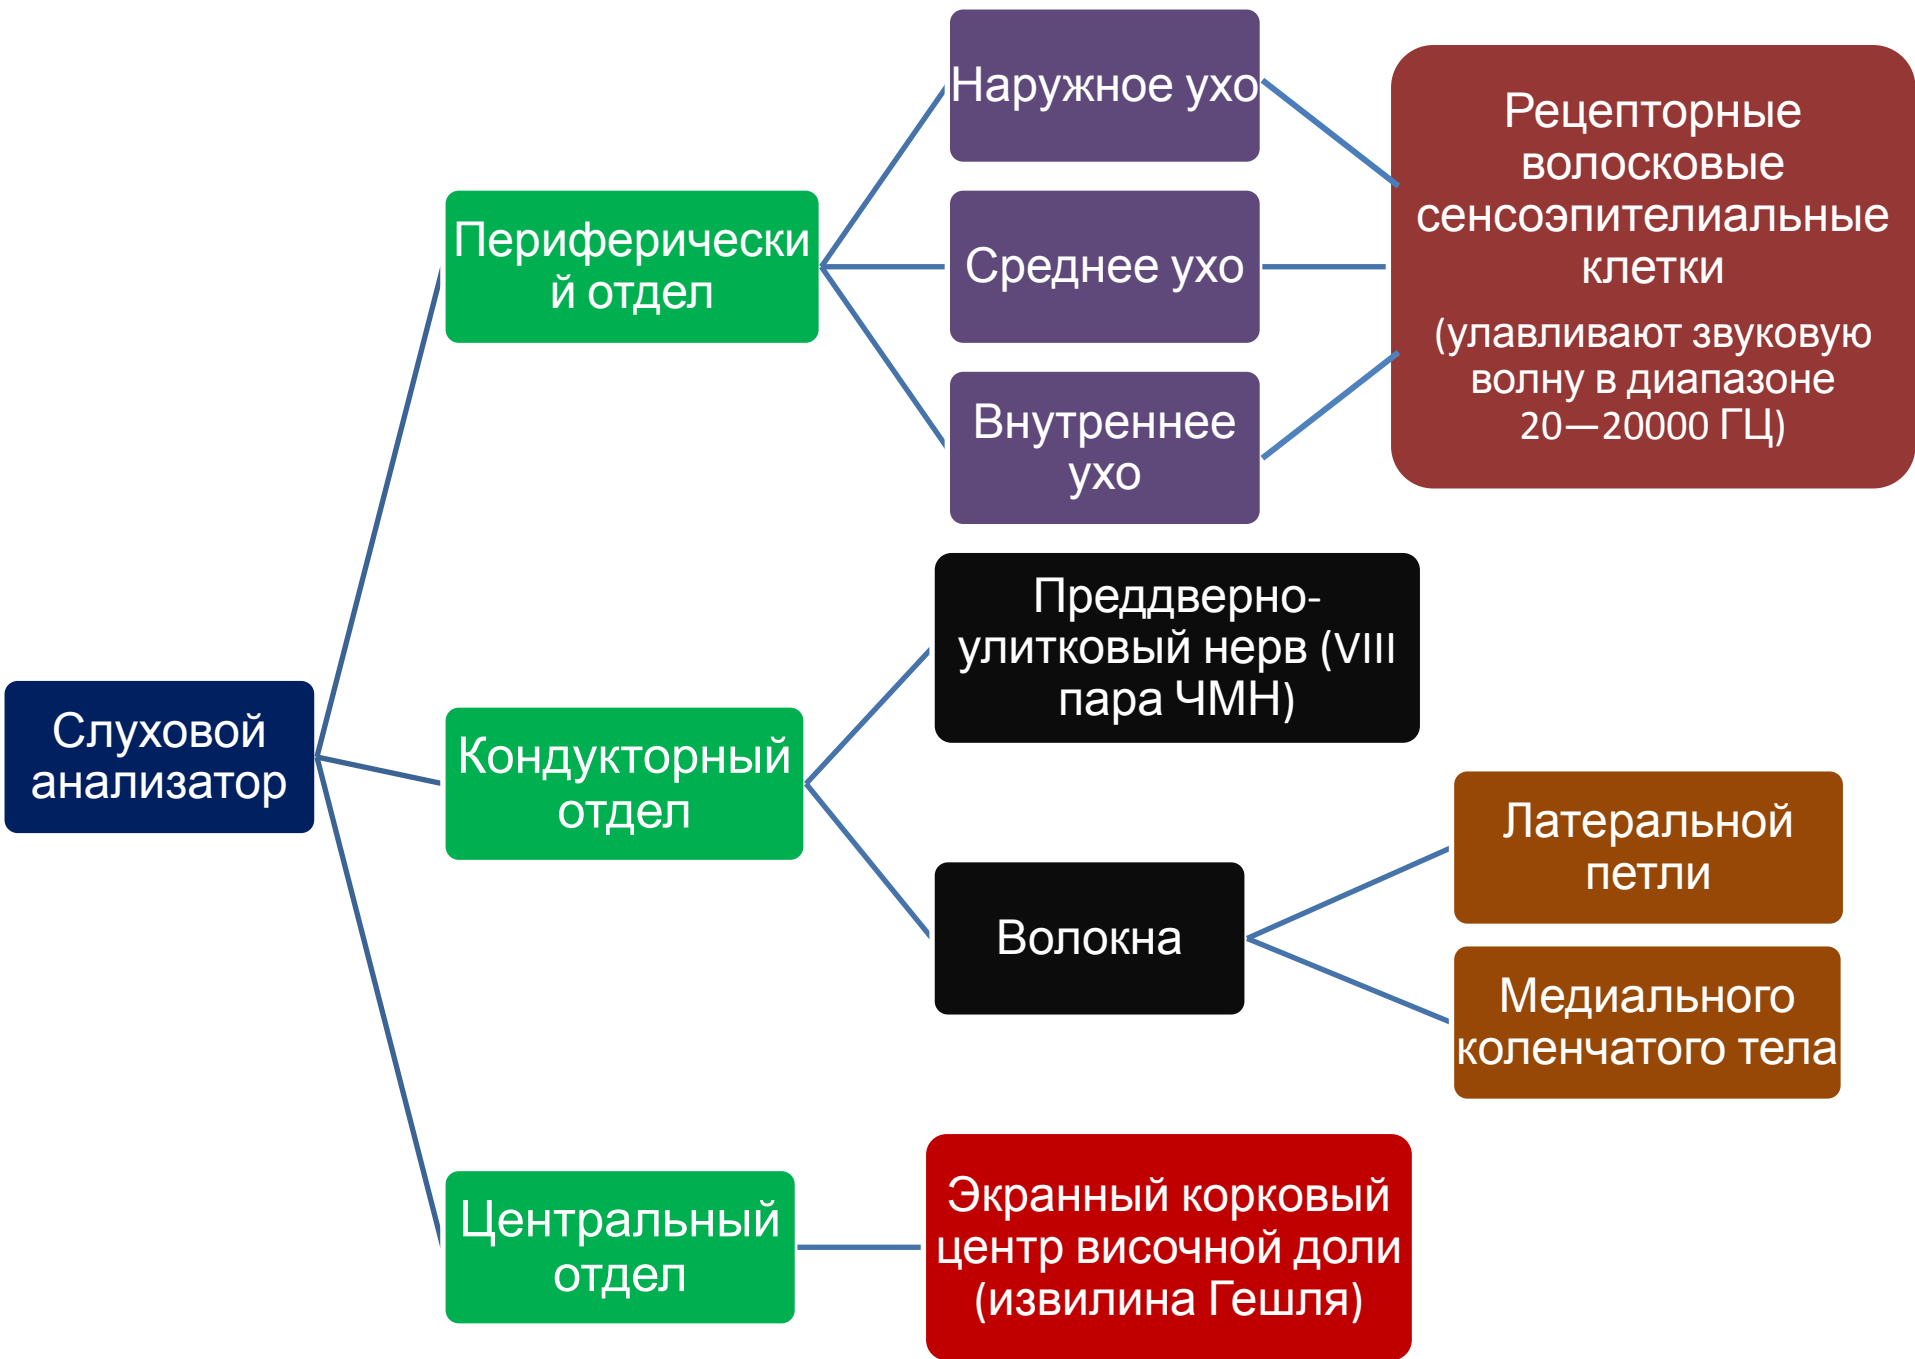 Слуховой
анализатор
Периферически
й отдел
Наружное ухо
Среднее ухо
Внутреннее
ухо
Рецепторные
волосковые
сенсоэпителиальные
клетки
(улавливают звуковую
волну в диапазоне
20—20000 ГЦ)
Кондукторный
отдел
Преддверно-
улитковый нерв (VIII
пара ЧМН)
Волокна
Латеральной
петли
Медиального
коленчатого тела
Центральный
отдел
Экранный корковый
центр височной доли
(извилина Гешля)